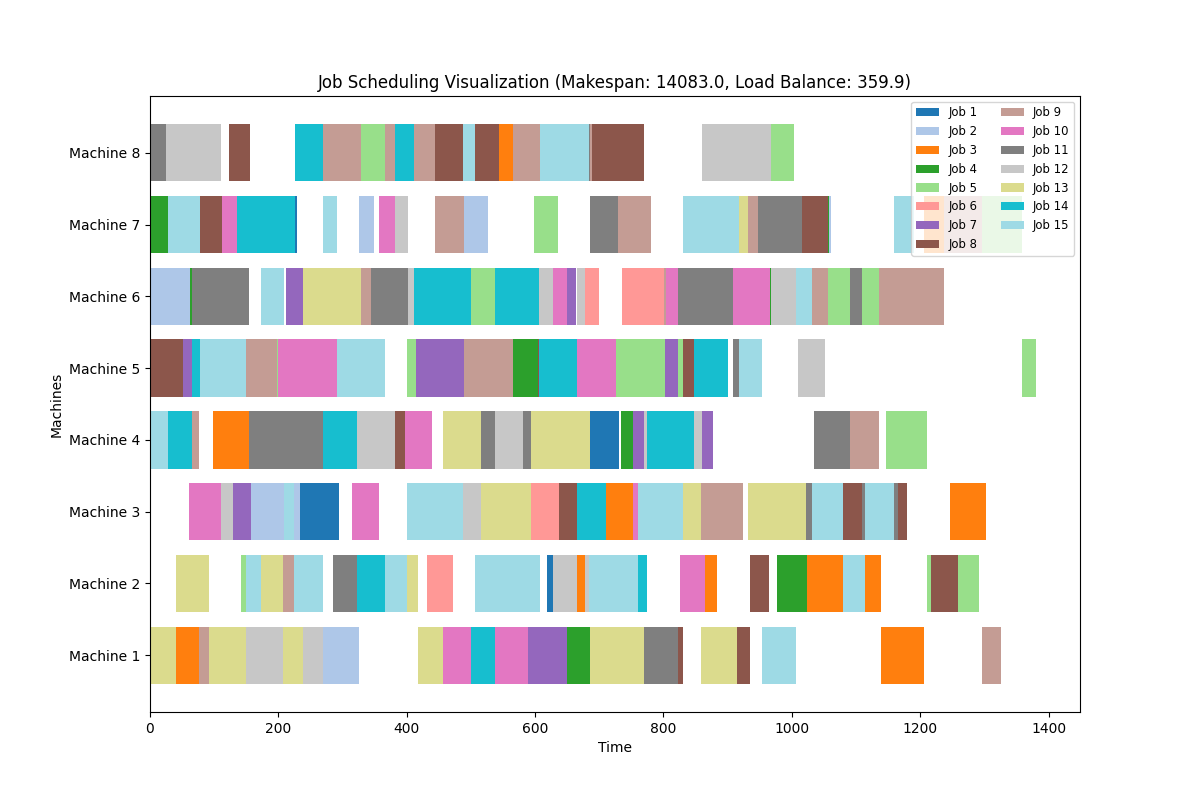 Job Scheduling Visualization (Makespan: 14083.0, Load Balance: 359.9)
Machine 8
Machine 7
Machine 6
Machine 5
Machine 4
Machine 3
Machine 2
Machine 1
Machines
0
200
400
600
800
1000
1200
1400
Time
Job 1
Job 2
Job 3
Job 4
Job 5
Job 6
Job 7
Job 8
Job 9
Job 10
Job 11
Job 12
Job 13
Job 14
Job 15